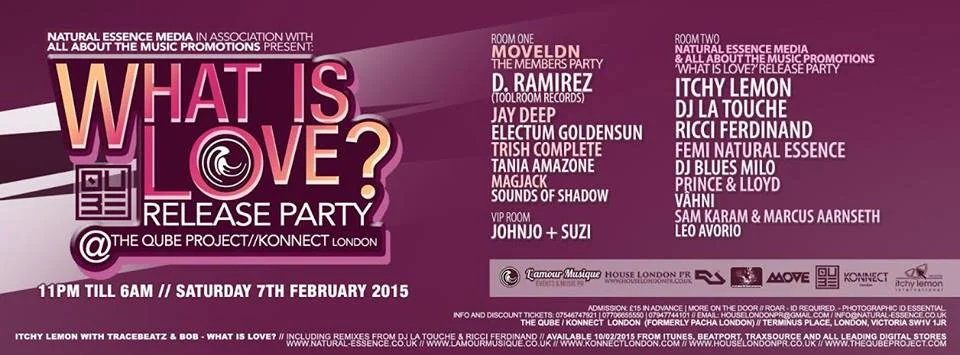 NATURAL ESSENCE MEDIA IN ASSOCIATION WITH
ALL ABOUT THE MUSIC PROMOTIONS PRESENT:
WHAT IS
LOVE?
QUBE
RELEASE PARTY
@ THE QUBE PROJECT//KONNECT LONDON
11PM TILL 6AM // SATURDAY 7TH FEBRUARY 2015
ROOM ONE
MOVELDN
THE MEMBERS PARTY
D. RAMIREZ
(TOOLROOM RECORDS)
JAY DEEP
ELECTUM GOLDENSUN
TRISH COMPLETE
TANIA AMAZONE
MAGJACK
SOUNDS OF SHADOW
VIP ROOM
JOHNJO + SUZI
ROOM TWO
NATURAL ESSENCE MEDIA
& ALL ABOUT THE MUSIC PROMOTIONS
'WHAT IS LOVE?' RELEASE PARTY
ITCHY LEMON
DJ LA TOUCHE
RICCI FERDINAND
FEMI NATURAL ESSENCE
DJ BLUES MILO
PRINCE & LLOYD
VÂHNI
SAM KARAM & MARCUS AARNSETH
LEO AVORIO
L'amour Musique
EVENTS & MUSIC PR
HOUSE LONDON PR
WWW.HOUSELONDONPR.CO.UK
MOVE
QUBE
KONNECT
london
itchy lemon
international
ADMISSION: £15 IN ADVANCE | MORE ON THE DOOR // ROAR - ID REQUIRED. - PHOTOGRAPHIC ID ESSENTIAL.
INFO AND DISCOUNT TICKETS: 07546747921 | 07706655550 | 07947744101 // EMAIL: HOUSELONDONPR@GMAIL.COM / INFO@NATURAL-ESSENCE.CO.UK
THE QUBE / KONNECT LONDON (FORMERLY PACHA LONDON) // TERMINUS PLACE, LONDON, VICTORIA SW1V 1JR
ITCHY LEMON WITH TRACEBEATZ & BOB - WHAT IS LOVE? // INCLUDING REMIXES FROM DJ LA TOUCHE & RICCI FERDINAND // AVAILABLE 10/02/2015 FROM ITUNES, BEATPORT, TRAXSOURCE AND ALL LEADING DIGITAL STORES
WWW.NATURAL-ESSENCE.CO.UK // WWW.LAMOURMUSIQUE.CO.UK // WWW.KONNECTLONDON.COM // WWW.THEQUBEPROJECT.COM